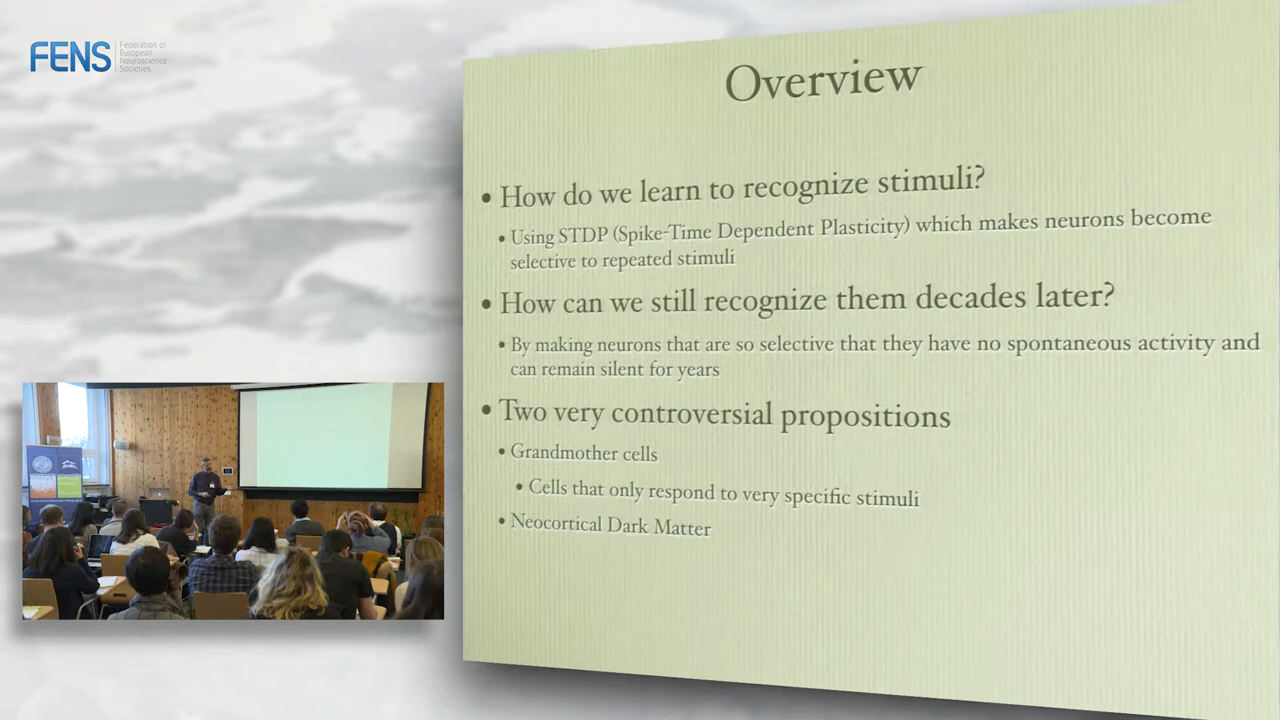 FENS
Federation of
European
Neuroscience
Societies
Overview
• How do we learn to recognize stimuli?
• Using STDP (Spike-Time Dependent Plasticity) which makes neurons become
selective to repeated stimuli
• How can we still recognize them decades later?
• By making neurons that are so selective that they have no spontaneous activity and
can remain silent for years
• Two very controversial propositions
• Grandmother cells
• Cells that only respond to very specific stimuli
• Neocortical Dark Matter